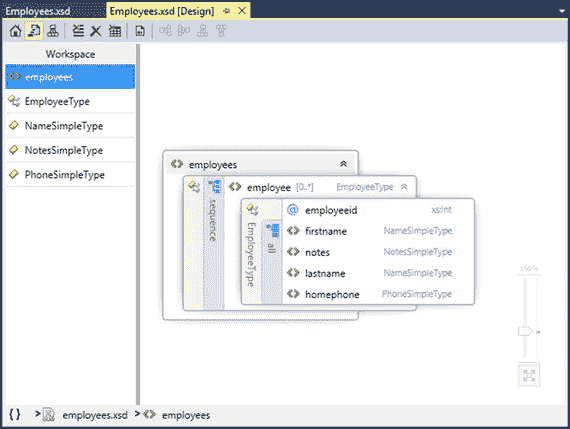 Employees.xsd
Employees.xsd [Design]
Workspace
employees
EmployeeType
NameSimpleType
NotesSimpleType
PhoneSimpleType
employees
employee [0..*] EmployeeType
sequence
@ employeeid xs:int
firstname NameSimpleType
notes NotesSimpleType
lastname NameSimpleType
homephone PhoneSimpleType
EmployeeType
all
100%
{ } > employees.xsd > employees